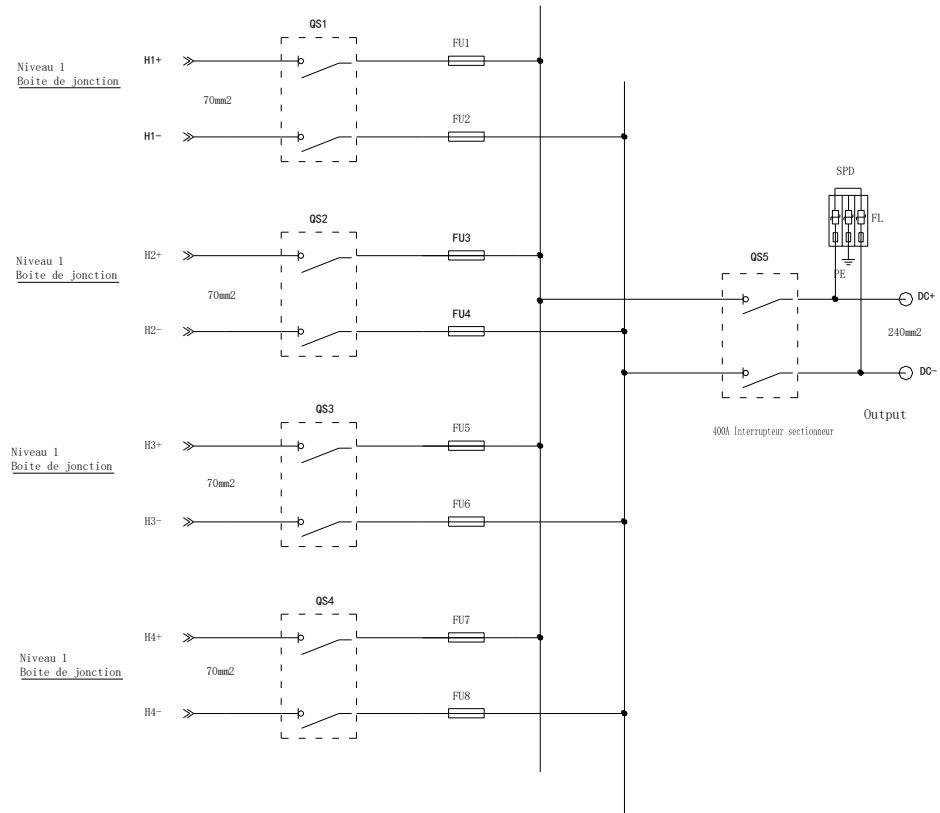 QS1
FU1
H1+
Niveau 1
Boite de jonction
70mm2
FU2
H1-
SPD
QS2
FL
FU3
H2+
QS5
Niveau 1
Boite de jonction
PE
70mm2
DC+
FU4
H2-
240mm2
DC-
QS3
Output
FU5
400A Interrupteur sectionneur
H3+
Niveau 1
Boite de jonction
70mm2
FU6
H3-
QS4
FU7
H4+
Niveau 1
Boite de jonction
70mm2
FU8
H4-